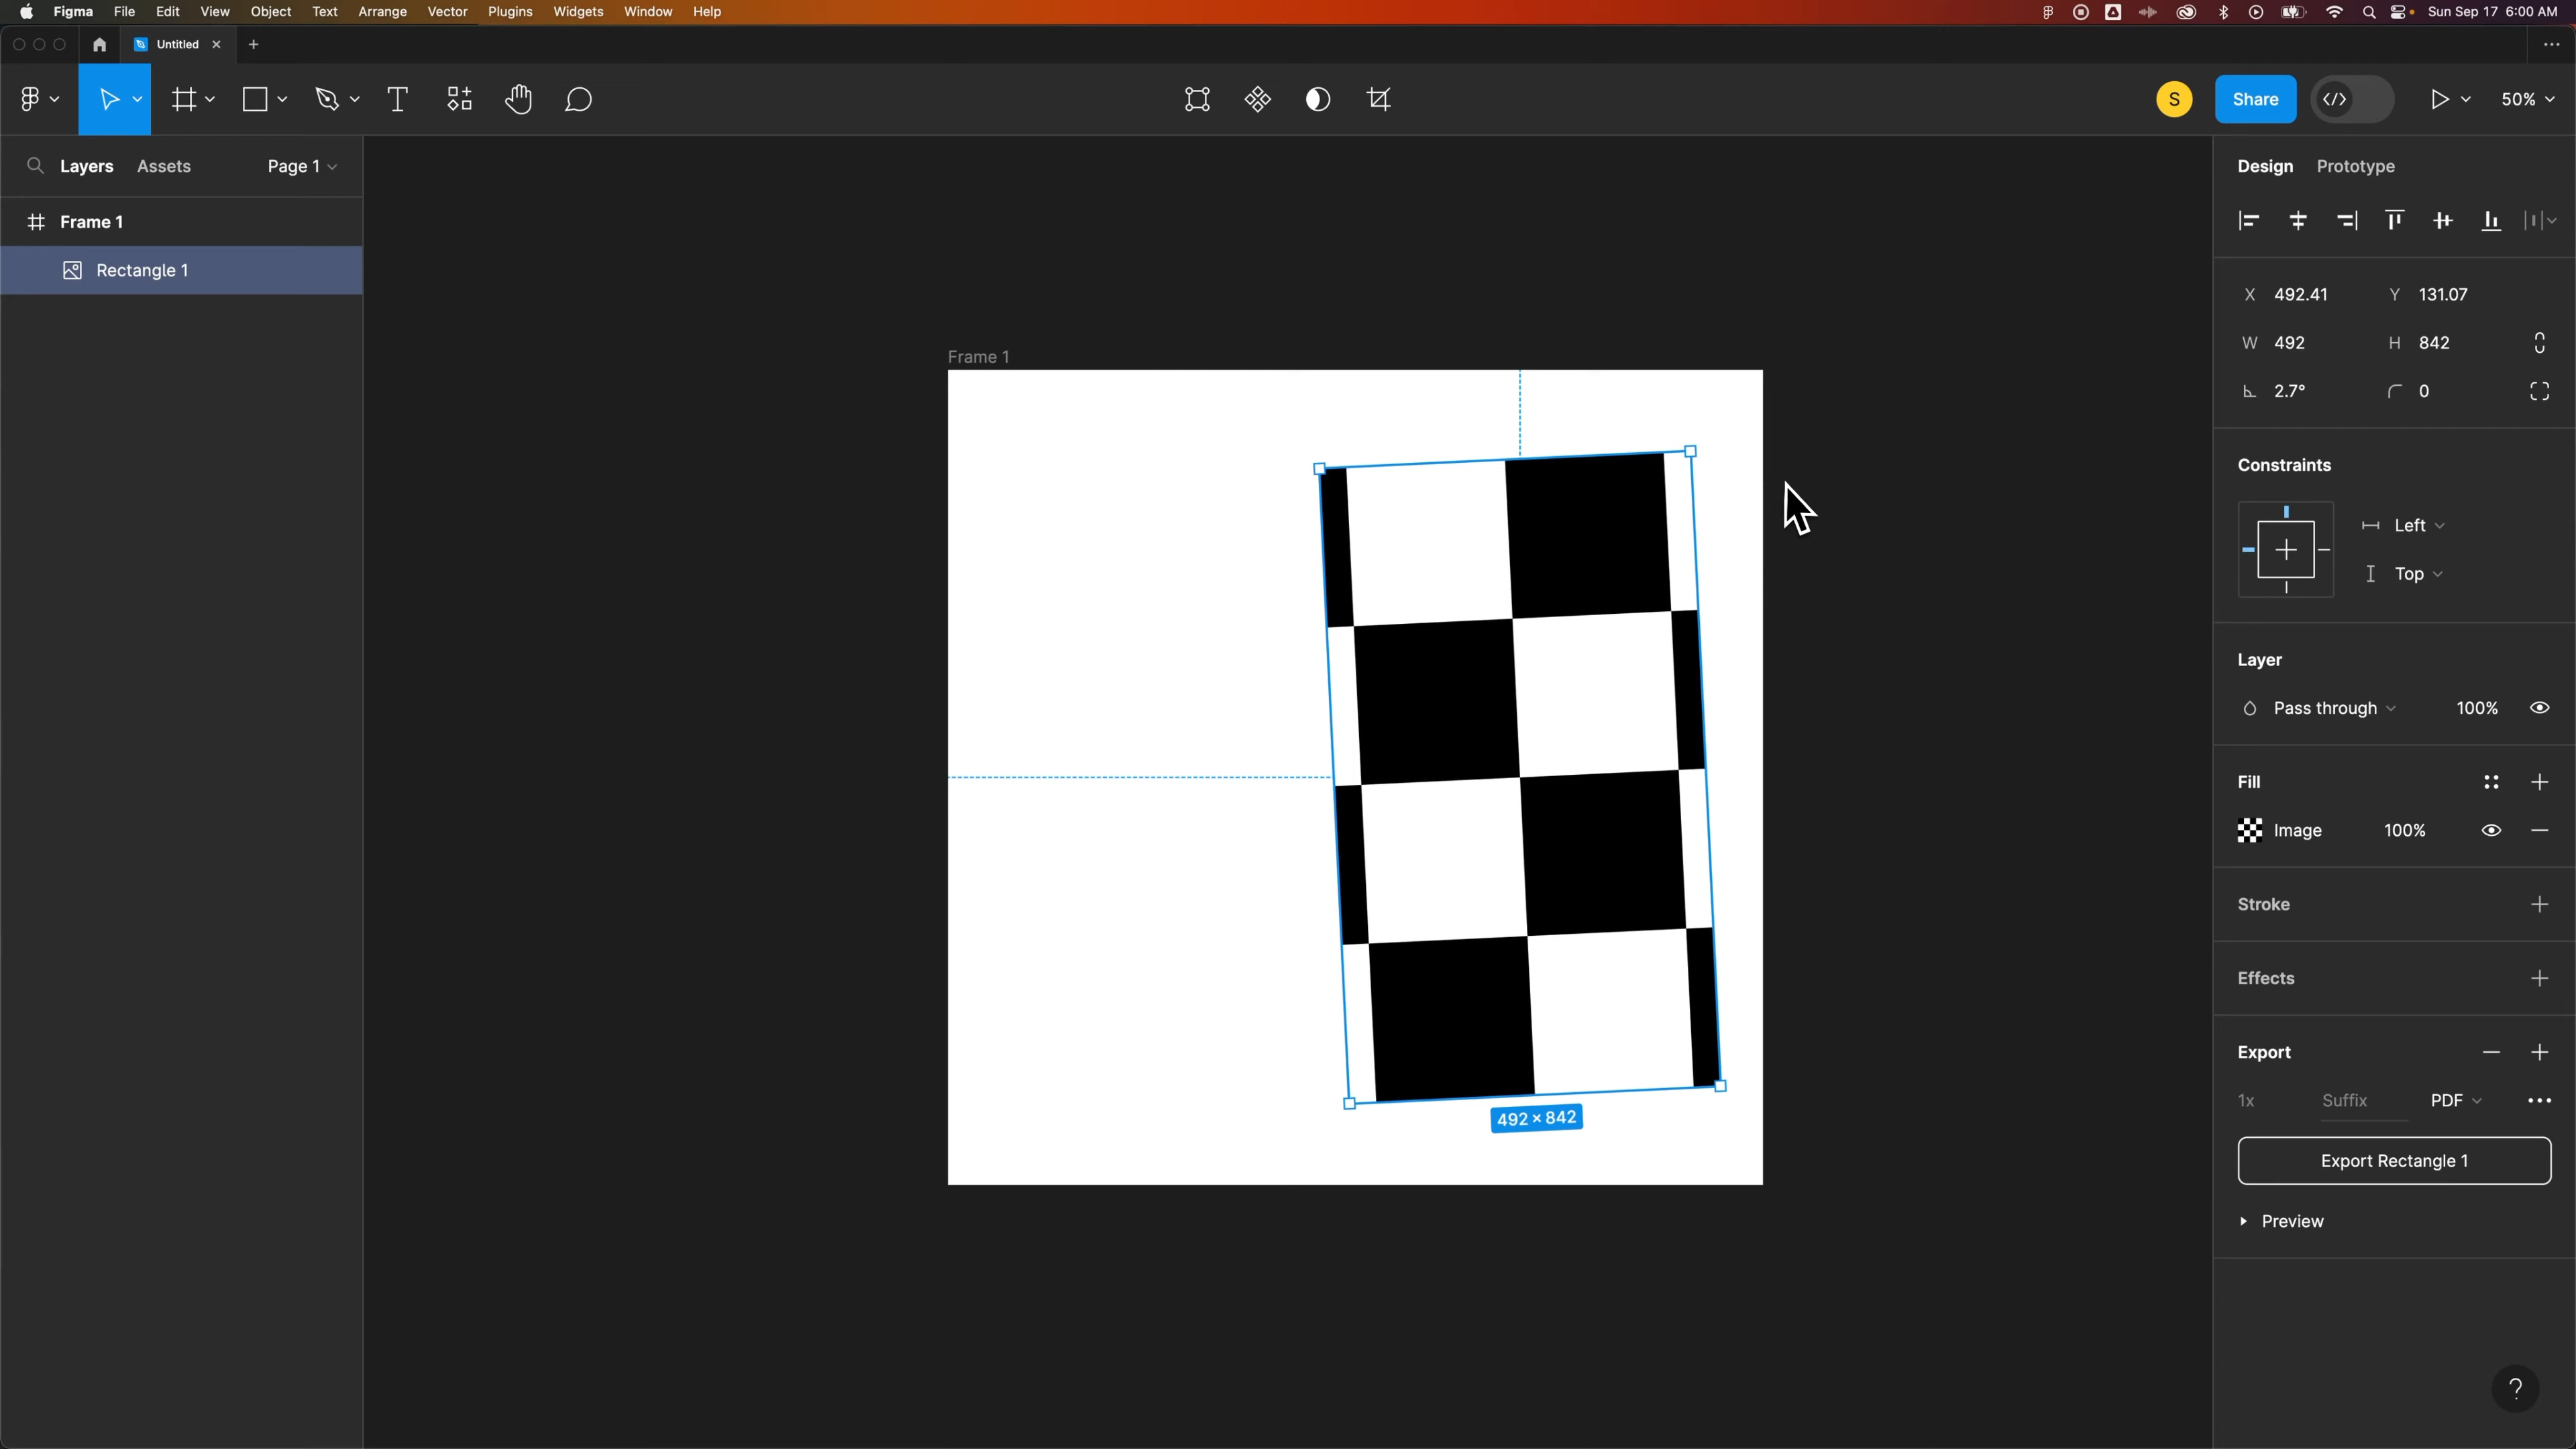 Figma File Edit View Object Text Arrange Vector Plugins Widgets Window Help Sun Sep 17 6:00 AM
Untitled
S Share 50%
Layers Assets Page 1
Design Prototype
Frame 1
Rectangle 1
X 492.41 Y 131.07
W 492 H 842
2.7° 0
Frame 1
Constraints
Left
Top
Layer
Pass through 100%
Fill
Image 100%
Stroke
Effects
Export
1x Suffix PDF
492 × 842
Export Rectangle 1
Preview
?